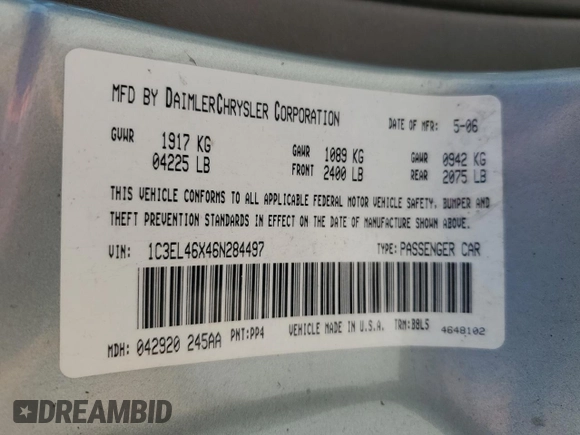 MFD BY DAIMLERCHRYSLER CORPORATION
DATE OF MFR: 5-06
GVWR 1917 KG GAWR 1089 KG GAWR 0942 KG
04225 LB FRONT 2400 LB REAR 2075 LB
THIS VEHICLE CONFORMS TO ALL APPLICABLE FEDERAL MOTOR VEHICLE SAFETY, BUMPER AND
THEFT PREVENTION STANDARDS IN EFFECT ON THE DATE OF MANUFACTURE SHOWN ABOVE.
VIN: 1C3EL46X46N284497 TYPE: PASSENGER CAR
MDH: 042920 245AA PNT:PP4 VEHICLE MADE IN U.S.A. TRM:B8L5 4648102
DREAMBID